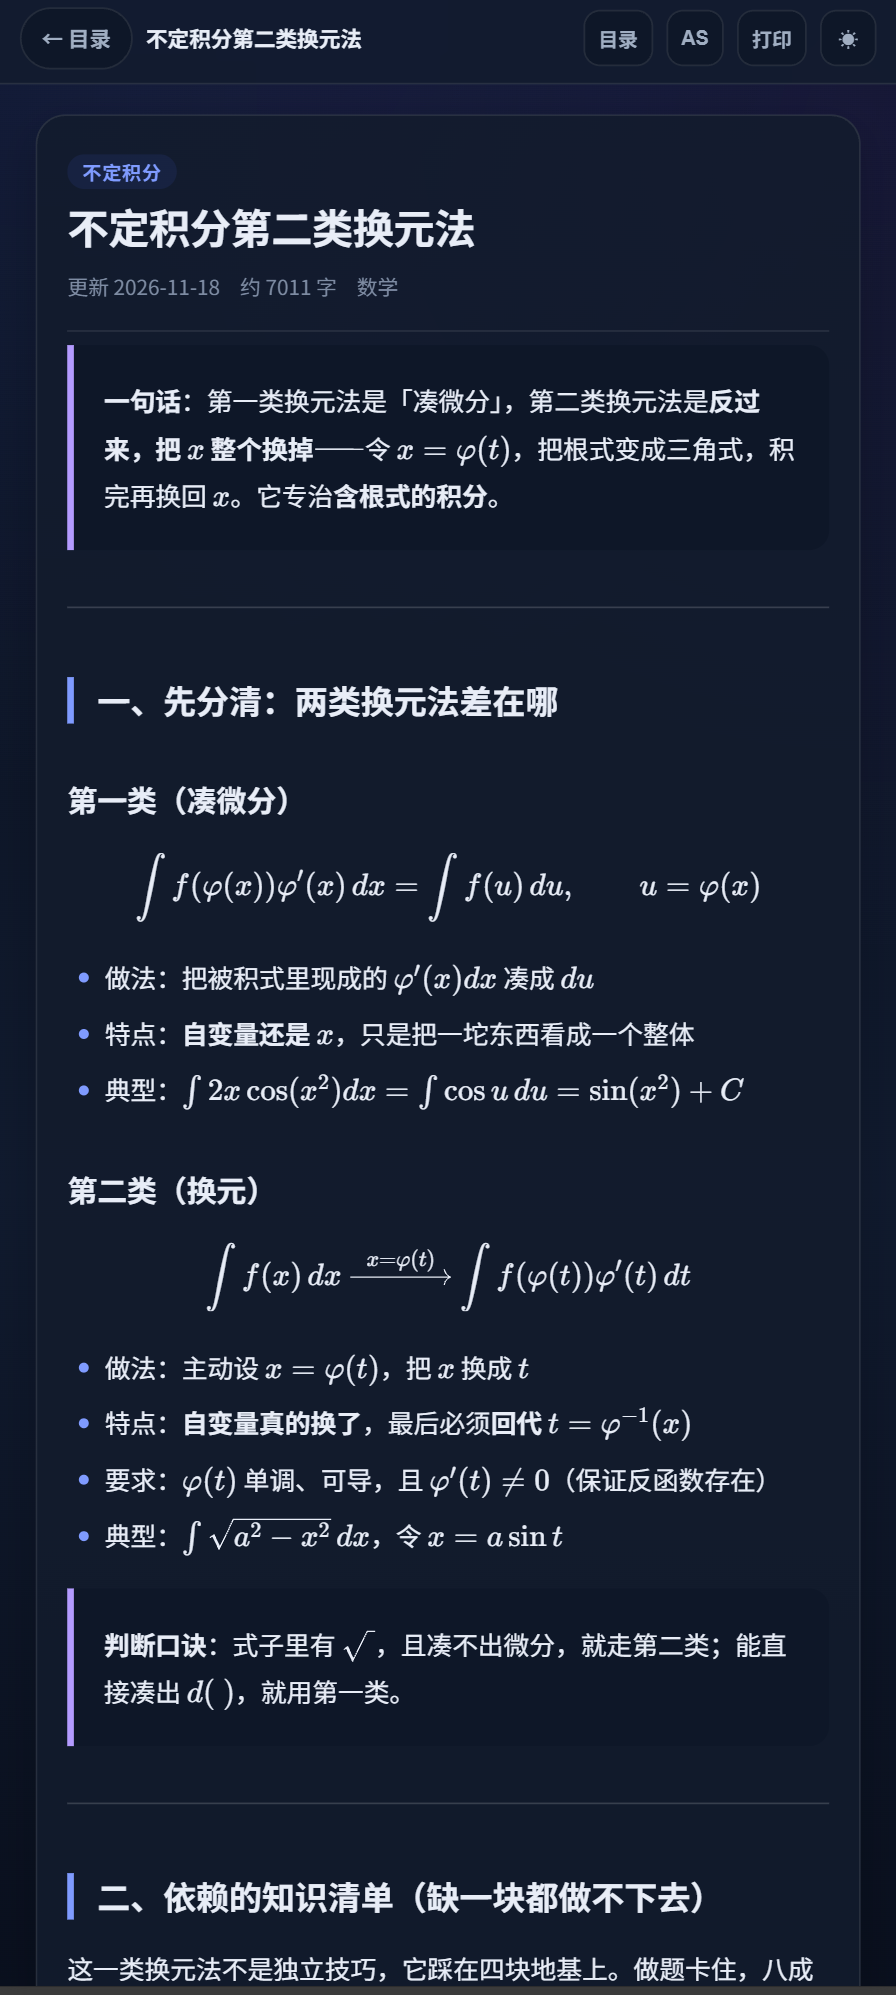 ← 目录 不定积分第二类换元法 目录 AS 打印
不定积分
不定积分第二类换元法
更新 2026-11-18 约 7011 字 数学
一句话：第一类换元法是「凑微分」，第二类换元法是反过
来，把 x 整个换掉——令 x = φ(t)，把根式变成三角式，积
完再换回 x。它专治含根式的积分。
一、先分清：两类换元法差在哪
第一类（凑微分）
∫ f(φ(x))φ′(x) dx = ∫ f(u) du, u = φ(x)
做法：把被积式里现成的 φ′(x)dx 凑成 du
特点：自变量还是 x，只是把一坨东西看成一个整体
典型：∫ 2x cos(x²)dx = ∫ cos u du = sin(x²) + C
第二类（换元）
∫ f(x) dx —x=φ(t)→ ∫ f(φ(t))φ′(t) dt
做法：主动设 x = φ(t)，把 x 换成 t
特点：自变量真的换了，最后必须回代 t = φ⁻¹(x)
要求：φ(t) 单调、可导，且 φ′(t) ≠ 0（保证反函数存在）
典型：∫ √(a² − x²) dx，令 x = a sin t
判断口诀：式子里有 √ ，且凑不出微分，就走第二类；能直
接凑出 d( )，就用第一类。
二、依赖的知识清单（缺一块都做不下去）
这一类换元法不是独立技巧，它踩在四块地基上。做题卡住，八成